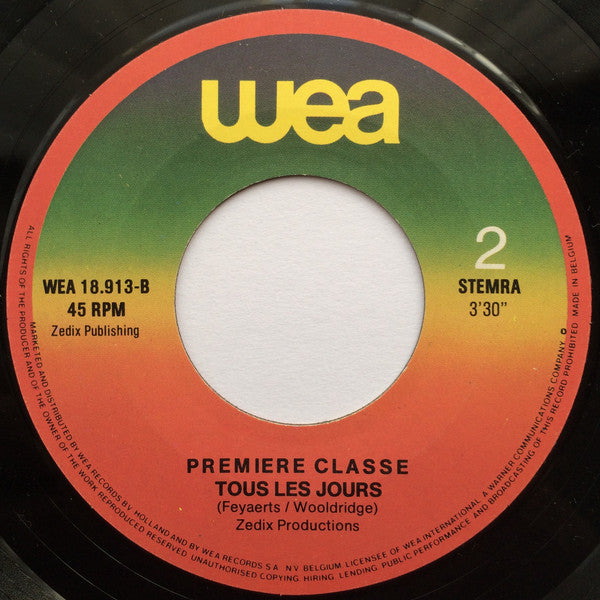 wea
2
WEA 18.913-B
45 RPM
Zedix Publishing
STEMRA
3'30"
PREMIERE CLASSE
TOUS LES JOURS
(Feyaerts / Wooldridge)
Zedix Productions
ALL RIGHTS OF THE PRODUCER AND OF THE OWNER OF THE WORK REPRODUCED RESERVED. UNAUTHORISED COPYING, HIRING, LENDING, PUBLIC PERFORMANCE AND BROADCASTING OF THIS RECORD PROHIBITED. MADE IN BELGIUM
MARKETED AND DISTRIBUTED BY WEA RECORDS B.V. HOLLAND AND BY WEA RECORDS S.A. N.V. BELGIUM LICENSEE OF WEA INTERNATIONAL. A WARNER COMMUNICATIONS COMPANY